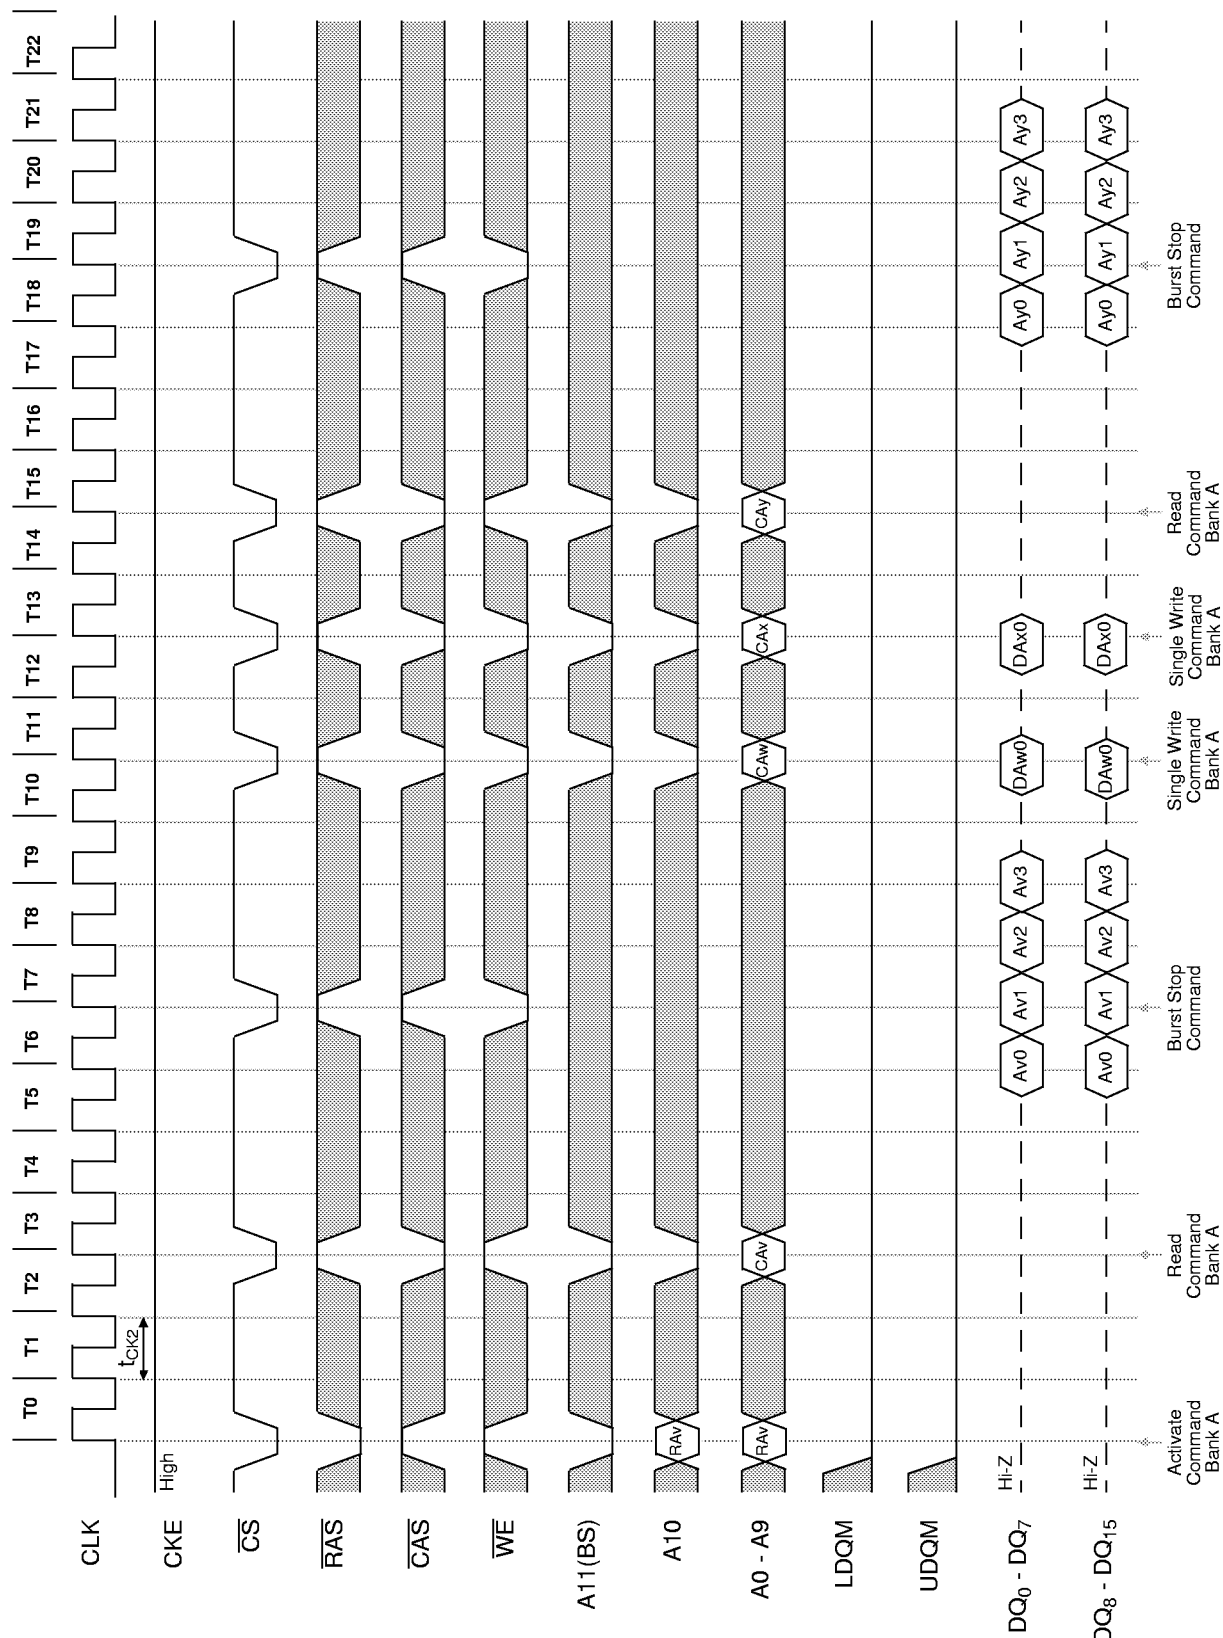 T0 T1 T2 T3 T4 T5 T6 T7 T8 T9 T10 T11 T12 T13 T14 T15 T16 T17 T18 T19 T20 T21 T22
CLK
tCK2
CKE
High
CS
RAS
CAS
WE
A11(BS)
A10
RAv
A0 - A9
RAv CAv CAw CAx CAy
LDQM
UDQM
DQ0 - DQ7
Hi-Z Av0 Av1 Av2 Av3 DAw0 DAx0 Ay0 Ay1 Ay2 Ay3
DQ8 - DQ15
Hi-Z Av0 Av1 Av2 Av3 DAw0 DAx0 Ay0 Ay1 Ay2 Ay3
Activate
Command
Bank A
Read
Command
Bank A
Burst Stop
Command
Single Write
Command
Bank A
Single Write
Command
Bank A
Read
Command
Bank A
Burst Stop
Command